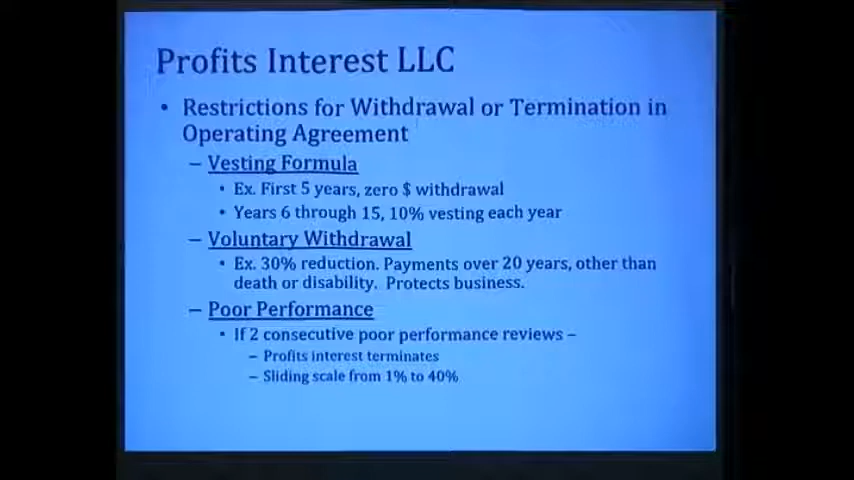 Profits Interest LLC
• Restrictions for Withdrawal or Termination in
Operating Agreement
– Vesting Formula
• Ex. First 5 years, zero $ withdrawal
• Years 6 through 15, 10% vesting each year
– Voluntary Withdrawal
• Ex. 30% reduction. Payments over 20 years, other than
death or disability. Protects business.
– Poor Performance
• If 2 consecutive poor performance reviews –
– Profits interest terminates
– Sliding scale from 1% to 40%